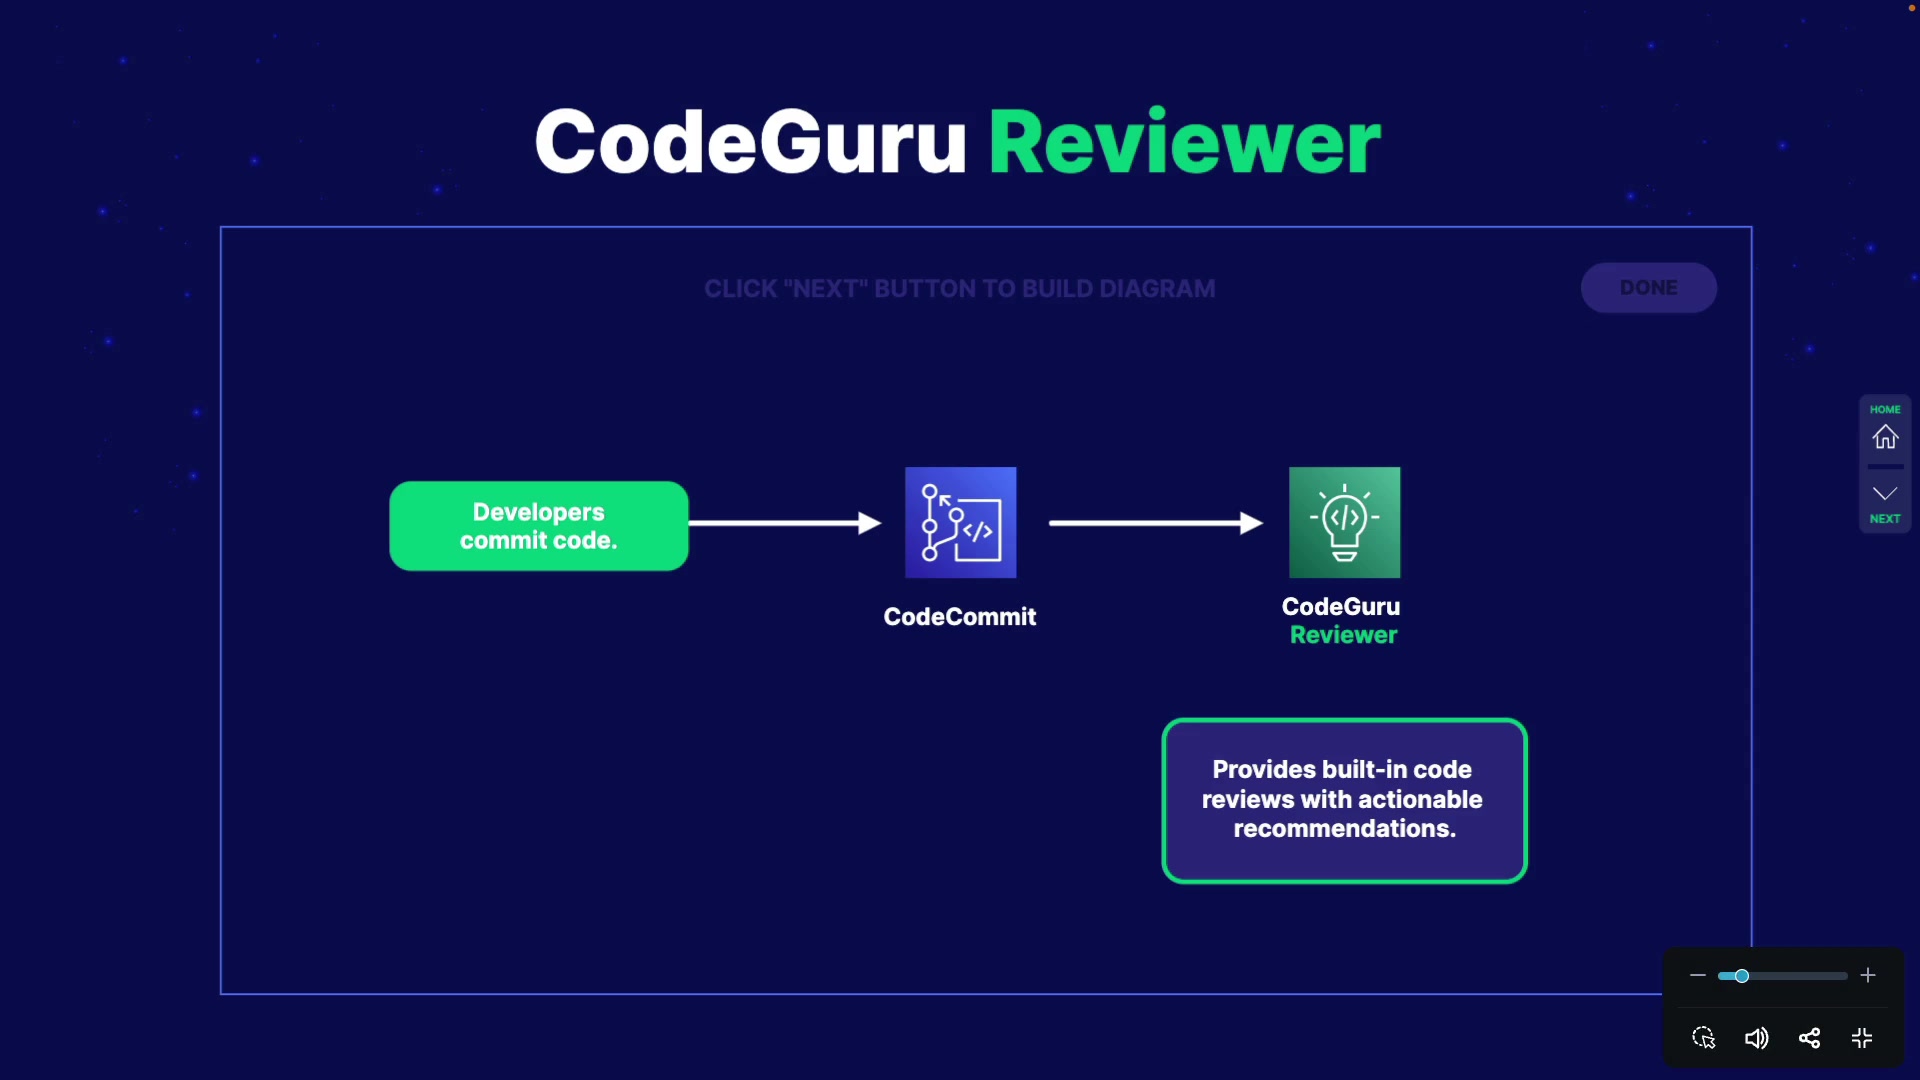 CodeGuru Reviewer
CLICK "NEXT" BUTTON TO BUILD DIAGRAM
DONE
HOME
NEXT
Developers
commit code.
</>
</>
CodeCommit
CodeGuru
Reviewer
Provides built-in code
reviews with actionable
recommendations.